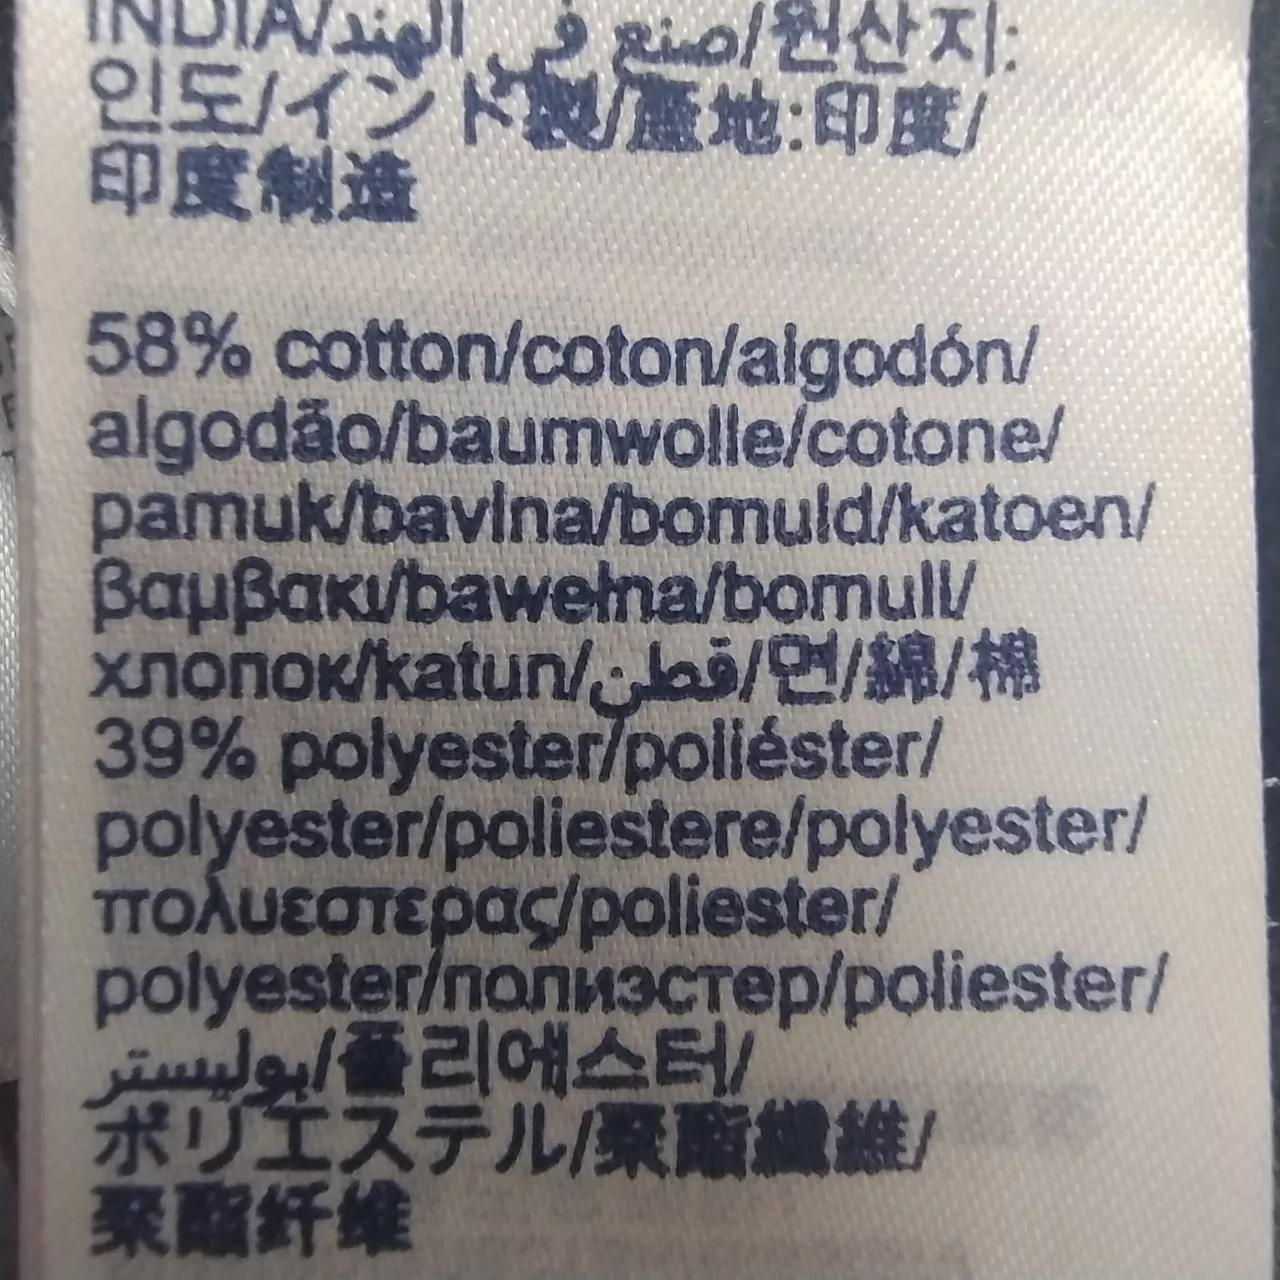 INDIA/صنع في الهند/원산지:
인도/インド製/產地:印度/
印度制造
58% cotton/coton/algodón/
algodão/baumwolle/cotone/
pamuk/bavlna/bomuld/katoen/
βαμβακι/bawełna/bomull/
хлопок/katun/قطن/면/綿/棉
39% polyester/poliéster/
polyester/poliestere/polyester/
πολυεστερας/poliester/
polyester/полиэстер/poliester/
بوليستر/폴리에스터/
ポリエステル/聚酯纖維/
聚酯纤维